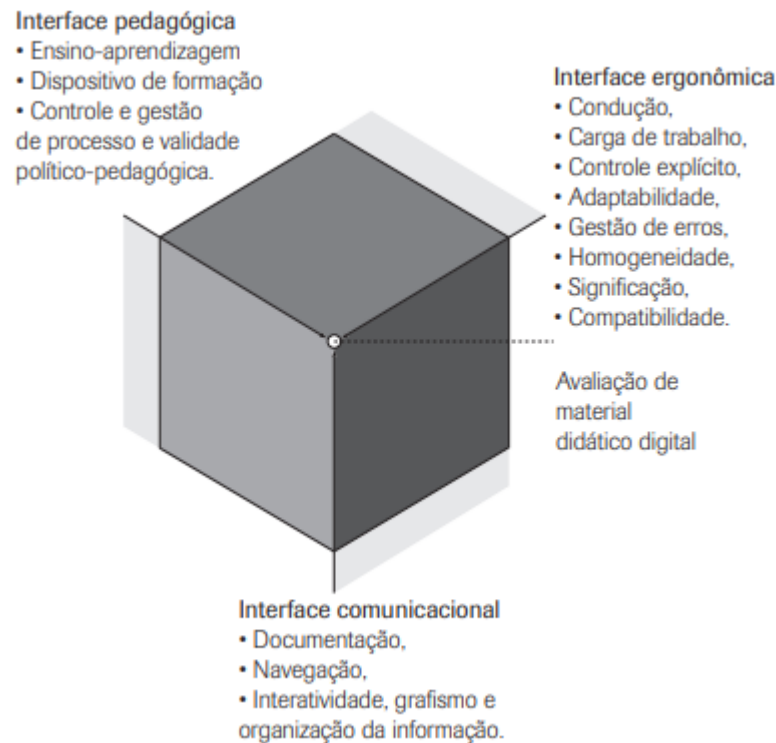 Interface pedagógica
• Ensino-aprendizagem
• Dispositivo de formação
• Controle e gestão
de processo e validade
político-pedagógica.
Interface ergonômica
• Condução,
• Carga de trabalho,
• Controle explícito,
• Adaptabilidade,
• Gestão de erros,
• Homogeneidade,
• Significação,
• Compatibilidade.
Avaliação de
material
didático digital
Interface comunicacional
• Documentação,
• Navegação,
• Interatividade, grafismo e
organização da informação.